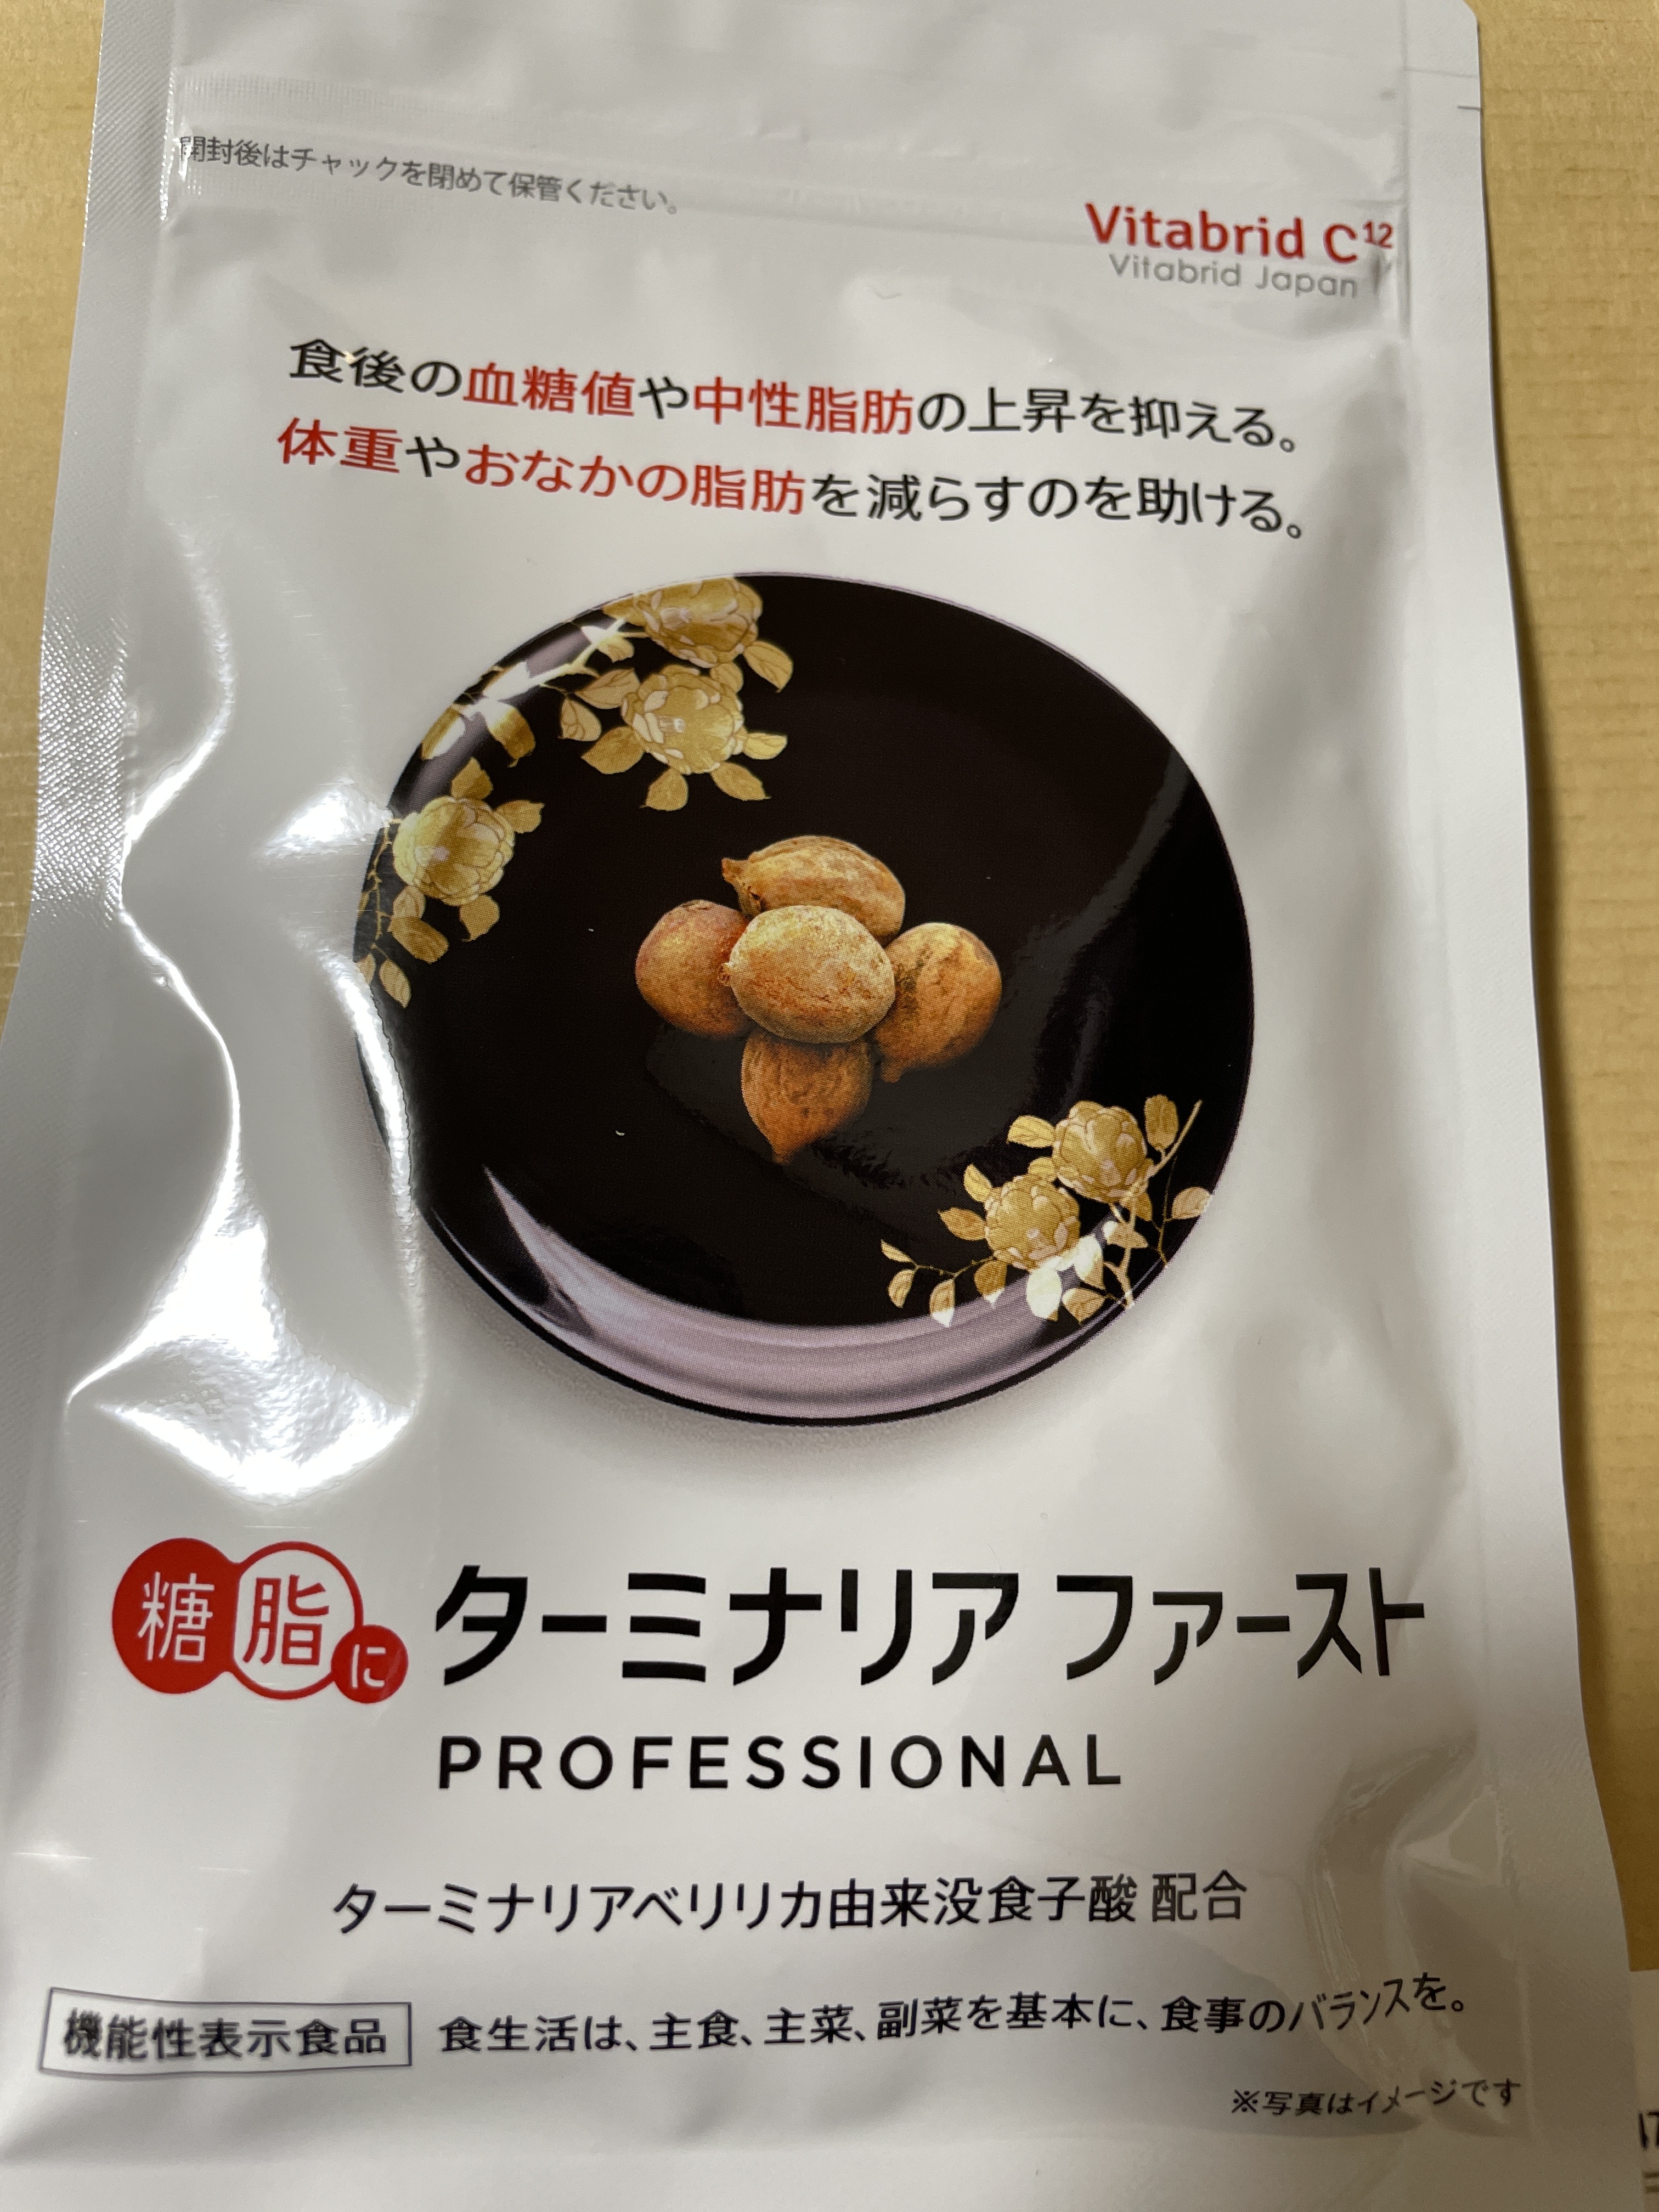 開封後はチャックを閉めて保管ください。
Vitabrid C12
Vitabrid Japan
食後の血糖値や中性脂肪の上昇を抑える。
体重やおなかの脂肪を減らすのを助ける。
糖脂に ターミナリア ファースト
PROFESSIONAL
ターミナリアベリリカ由来没食子酸 配合
機能性表示食品 食生活は、主食、主菜、副菜を基本に、食事のバランスを。
※写真はイメージです